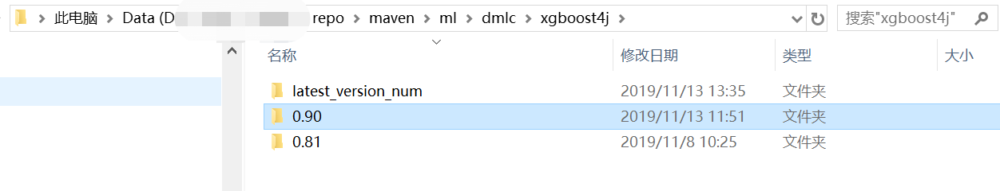 此电脑 Data (D repo maven ml dmlc xgboost4j 搜索"xgboost4j"
名称 修改日期 类型 大小
latest_version_num 2019/11/13 13:35 文件夹
0.90 2019/11/13 11:51 文件夹
0.81 2019/11/8 10:25 文件夹